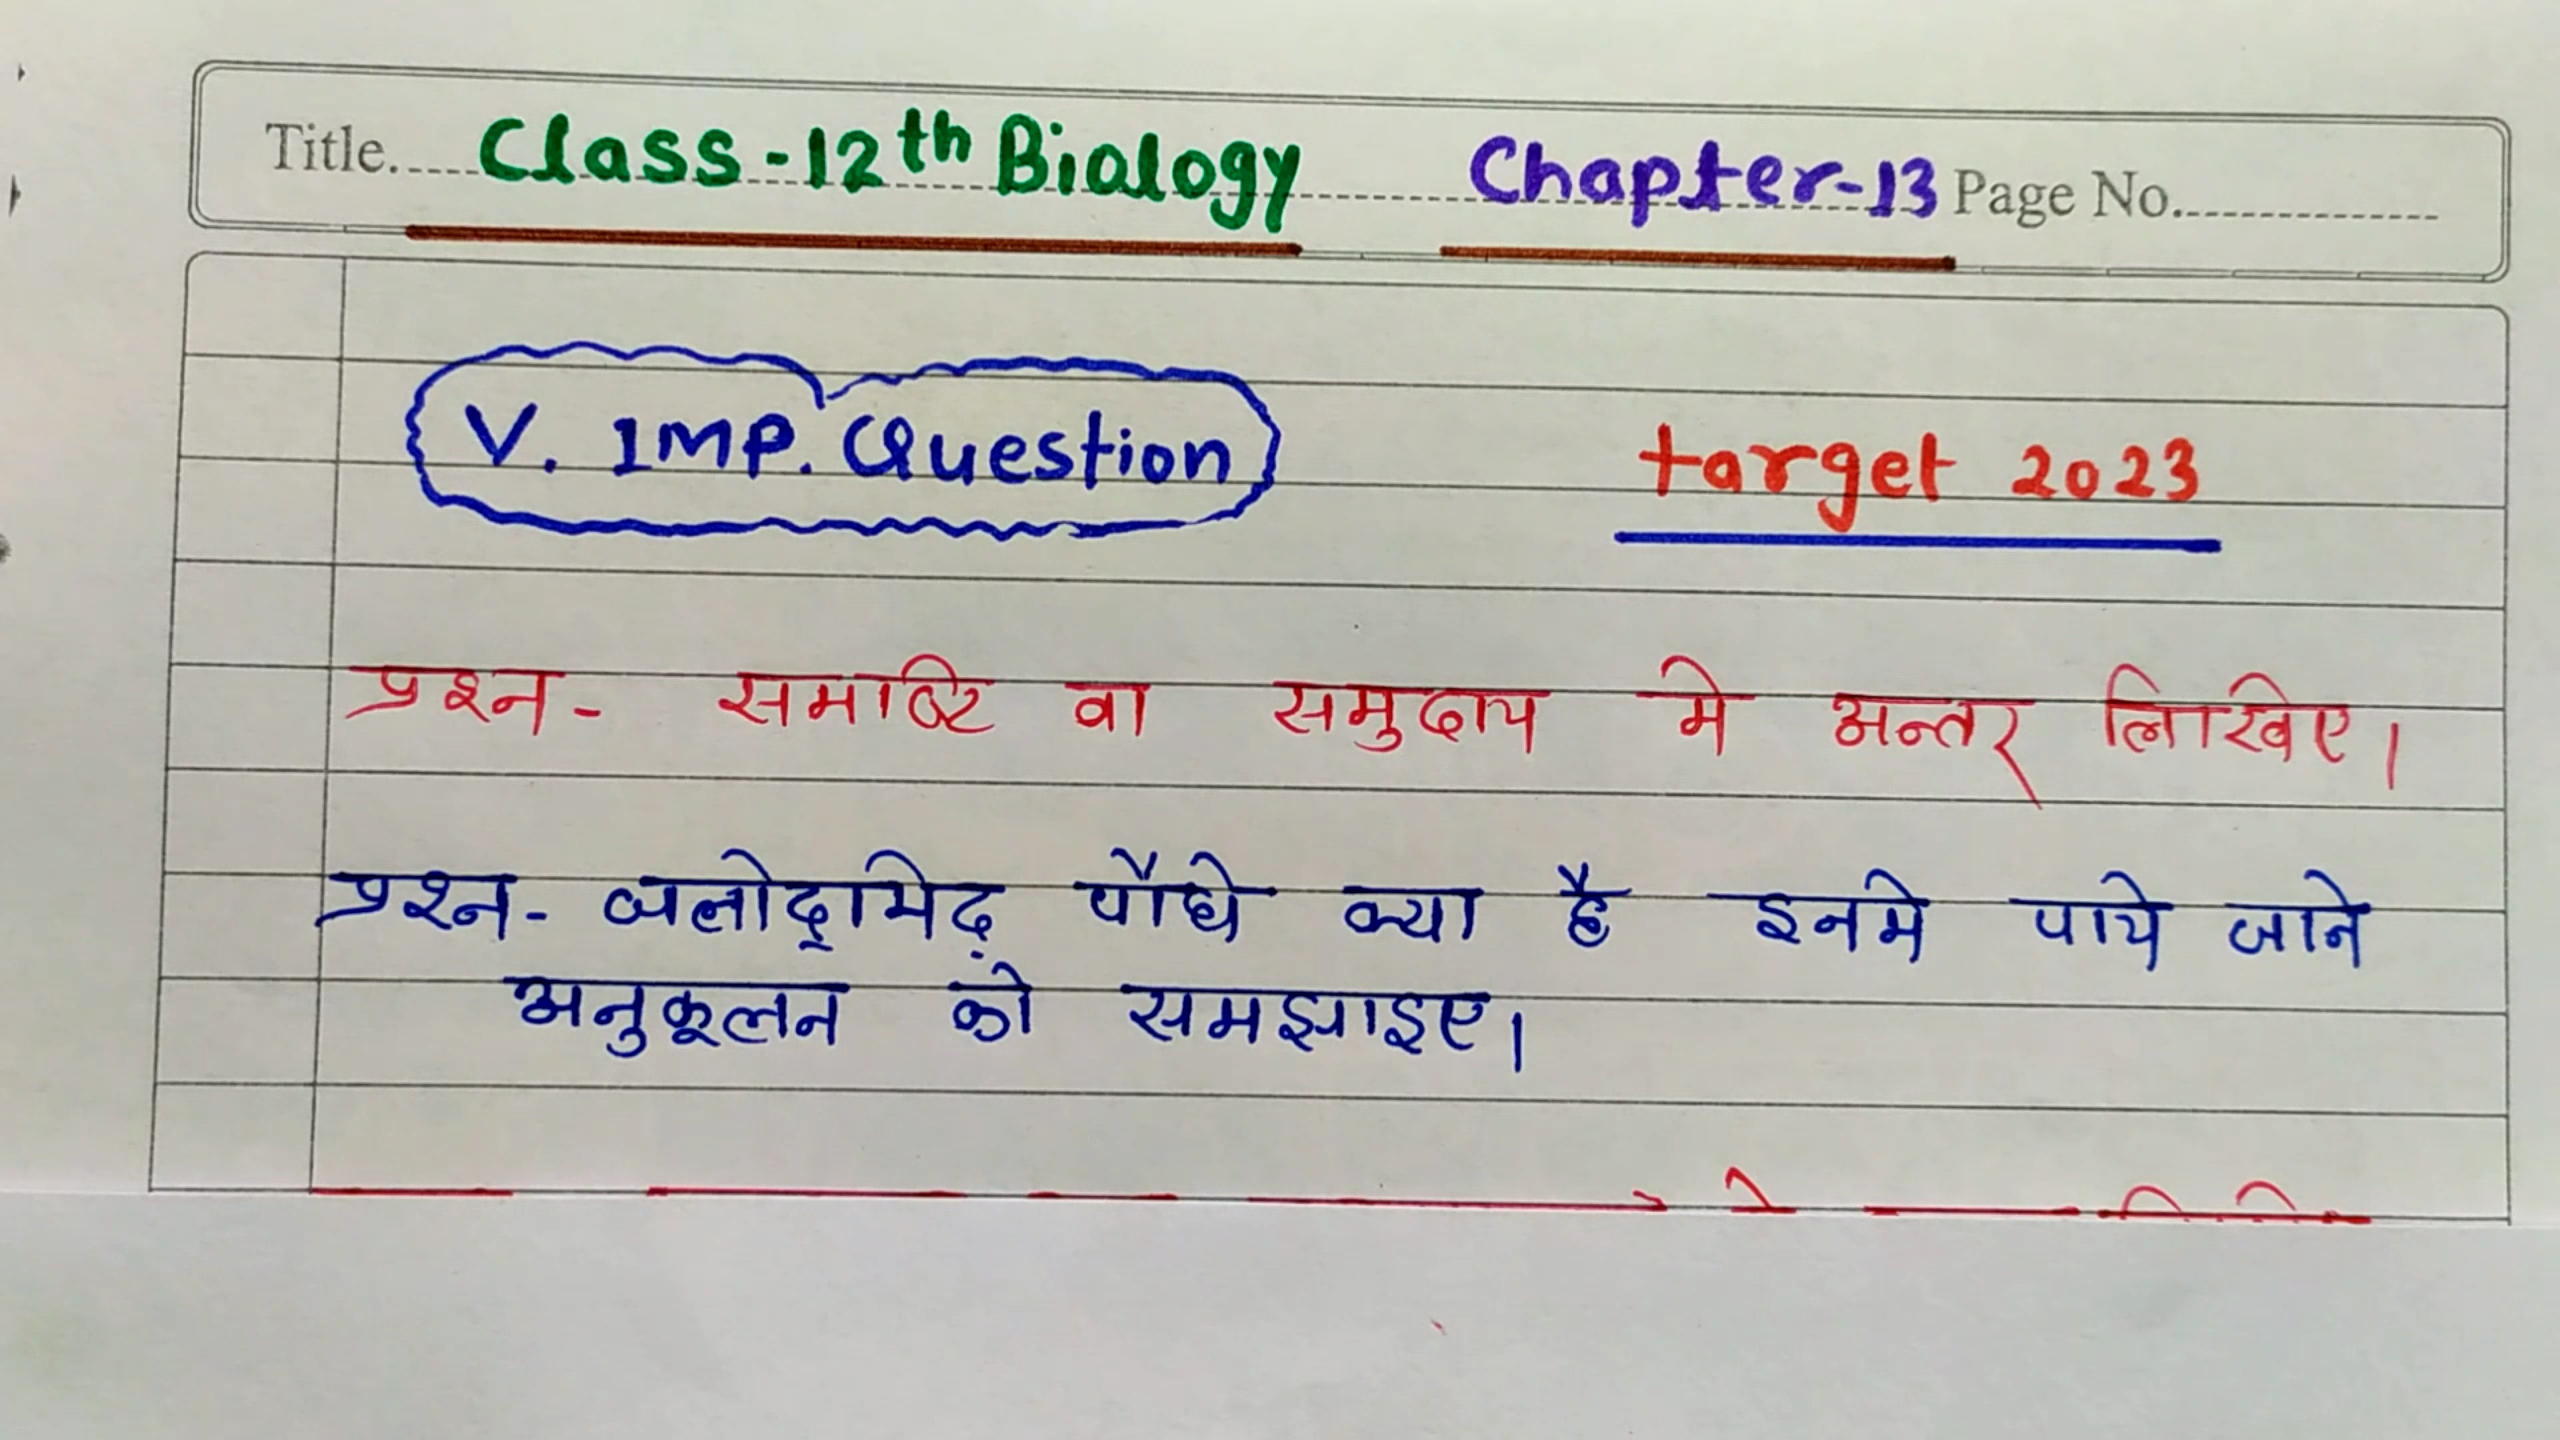 Title. Class-12th Biology Chapter-13 Page No.
V. IMP. Question target 2023
प्रश्न- समाष्टि वा समुदाय मे अन्तर लिखिए।
प्रश्न- जलोद्भिद् पौधे क्या है इनमे पाये जाने
अनुकूलन को समझाइए।